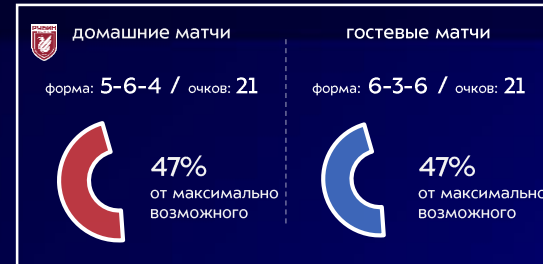 РУБИН
домашние матчи
форма: 5-6-4 / очков: 21
47%
от максимально
возможного
гостевые матчи
форма: 6-3-6 / очков: 21
47%
от максимально
возможного